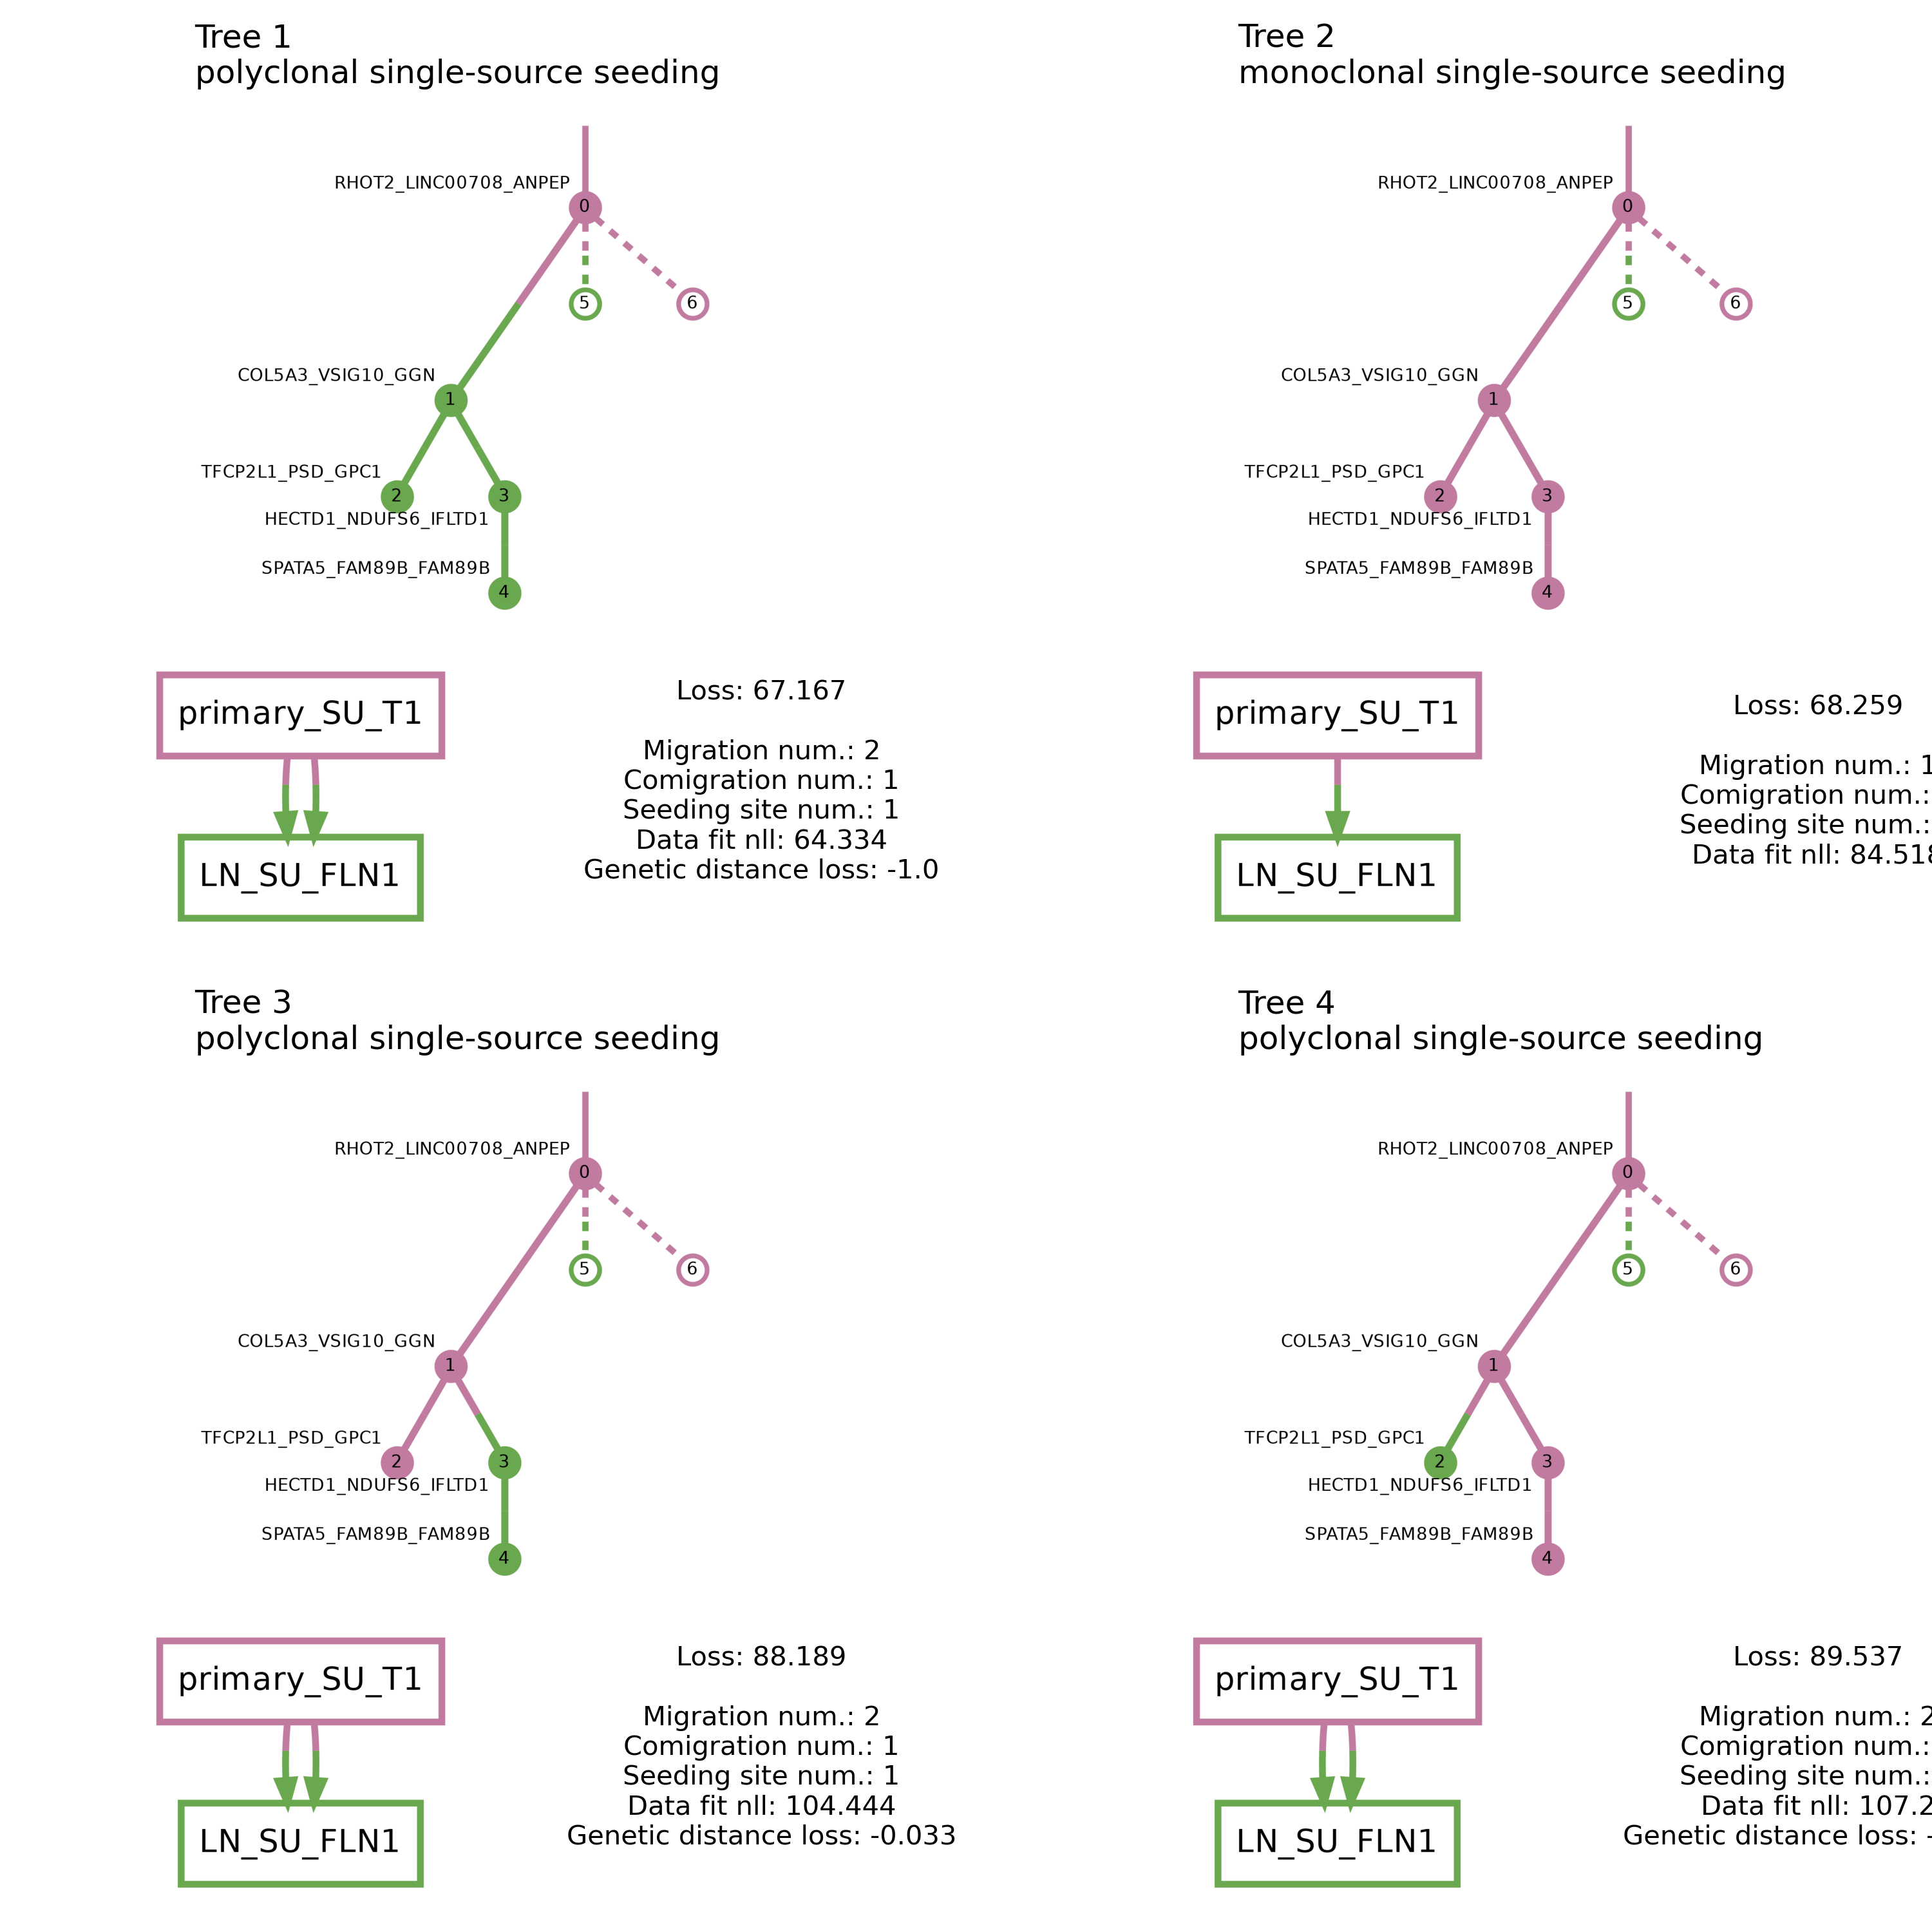 Tree 1
polyclonal single-source seeding
RHOT2_LINC00708_ANPEP
0
5
6
COL5A3_VSIG10_GGN
1
TFCP2L1_PSD_GPC1
2
3
HECTD1_NDUFS6_IFLTD1
SPATA5_FAM89B_FAM89B
4
primary_SU_T1
LN_SU_FLN1
Loss: 67.167
Migration num.: 2
Comigration num.: 1
Seeding site num.: 1
Data fit nll: 64.334
Genetic distance loss: -1.0
Tree 2
monoclonal single-source seeding
RHOT2_LINC00708_ANPEP
0
5
6
COL5A3_VSIG10_GGN
1
TFCP2L1_PSD_GPC1
2
3
HECTD1_NDUFS6_IFLTD1
SPATA5_FAM89B_FAM89B
4
primary_SU_T1
LN_SU_FLN1
Loss: 68.259
Migration num.: 1
Comigration num.:
Seeding site num.:
Data fit nll: 84.518
Tree 3
polyclonal single-source seeding
RHOT2_LINC00708_ANPEP
0
5
6
COL5A3_VSIG10_GGN
1
TFCP2L1_PSD_GPC1
2
3
HECTD1_NDUFS6_IFLTD1
SPATA5_FAM89B_FAM89B
4
primary_SU_T1
LN_SU_FLN1
Loss: 88.189
Migration num.: 2
Comigration num.: 1
Seeding site num.: 1
Data fit nll: 104.444
Genetic distance loss: -0.033
Tree 4
polyclonal single-source seeding
RHOT2_LINC00708_ANPEP
0
5
6
COL5A3_VSIG10_GGN
1
TFCP2L1_PSD_GPC1
2
3
HECTD1_NDUFS6_IFLTD1
SPATA5_FAM89B_FAM89B
4
primary_SU_T1
LN_SU_FLN1
Loss: 89.537
Migration num.: 2
Comigration num.:
Seeding site num.:
Data fit nll: 107.2
Genetic distance loss: -